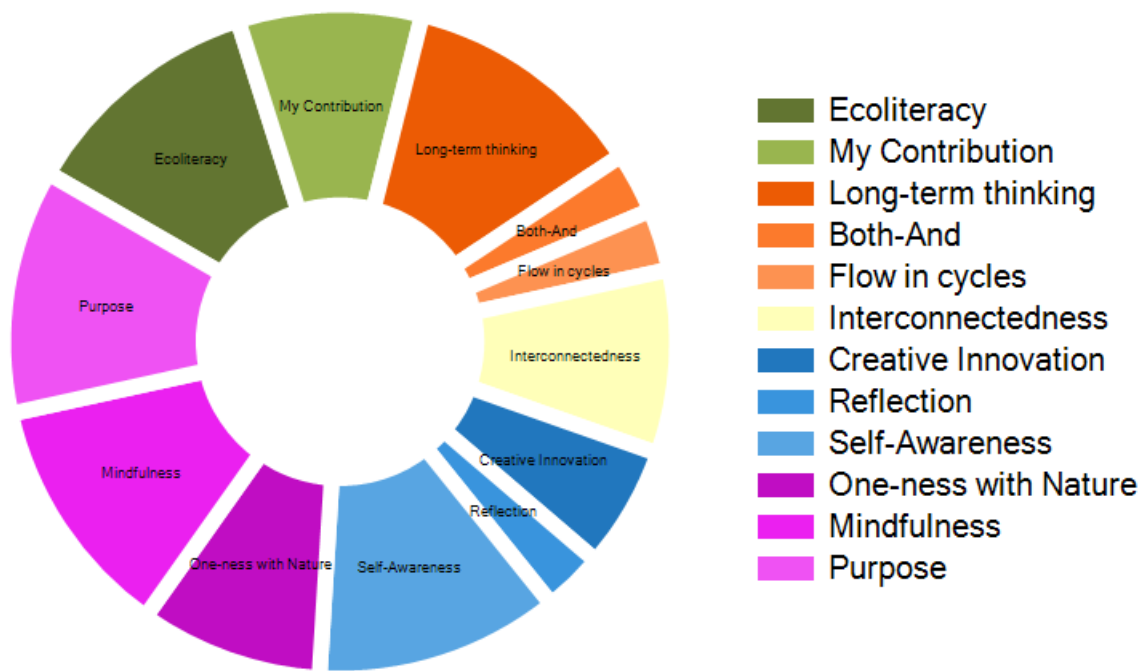 My Contribution
Long-term thinking
Ecoliteracy
Both-And
Flow in cycles
Purpose
Interconnectedness
Mindfulness
Creative Innovation
Reflection
One-ness with Nature
Self-Awareness
Ecoliteracy
My Contribution
Long-term thinking
Both-And
Flow in cycles
Interconnectedness
Creative Innovation
Reflection
Self-Awareness
One-ness with Nature
Mindfulness
Purpose